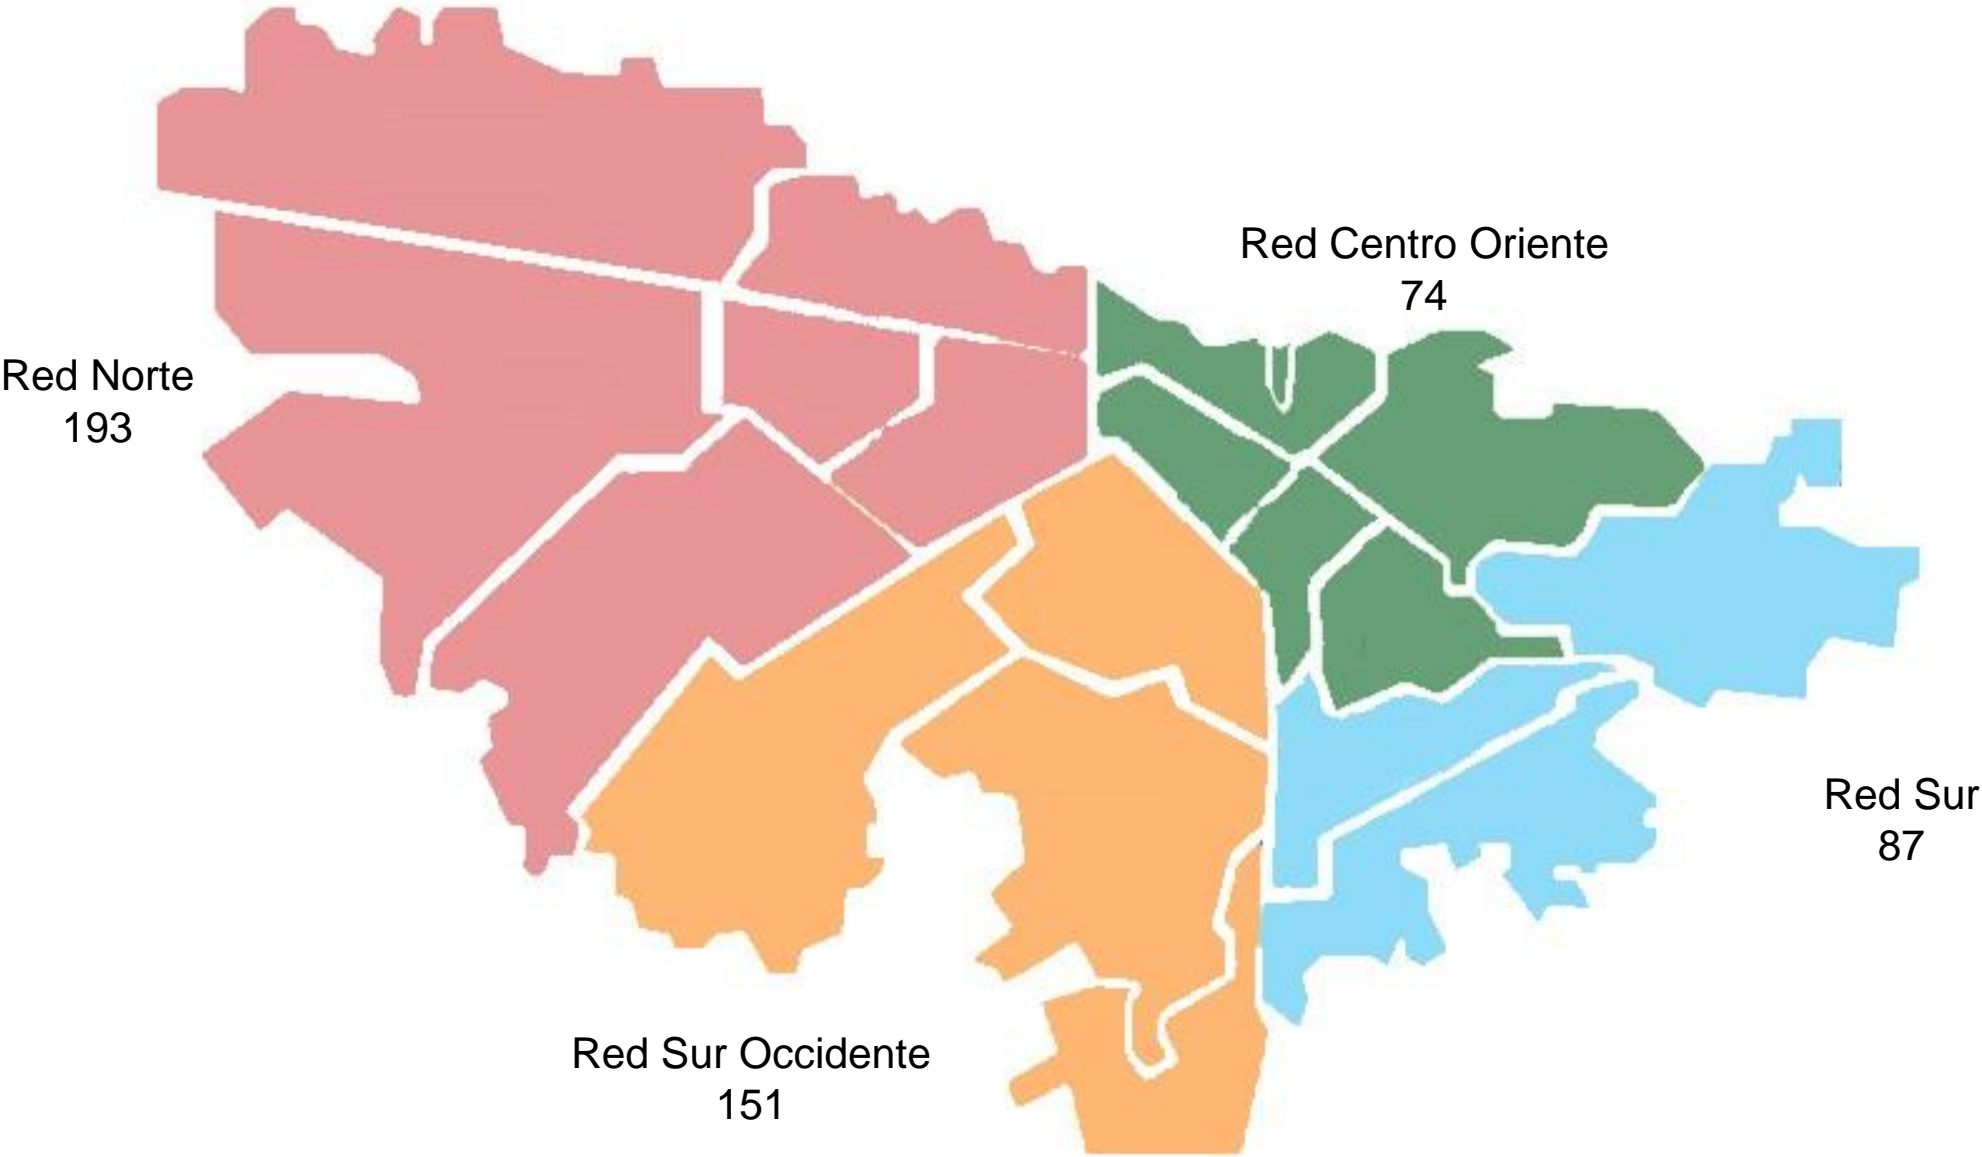 Red Centro Oriente
74
Red Norte
193
Red Sur
87
Red Sur Occidente
151